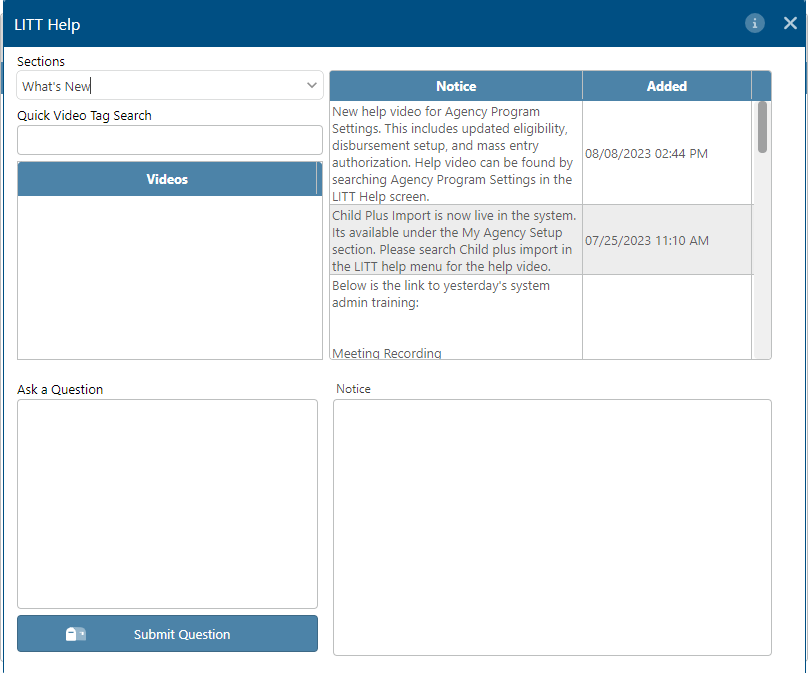 LITT Help
Sections
What's New
Quick Video Tag Search
Videos
Notice
Added
New help video for Agency Program
Settings. This includes updated eligibility,
disbursement setup, and mass entry
authorization. Help video can be found by
searching Agency Program Settings in the
LITT Help screen.
08/08/2023 02:44 PM
Child Plus Import is now live in the system.
Its available under the My Agency Setup
section. Please search Child plus import in
the LITT help menu for the help video.
07/25/2023 11:10 AM
Below is the link to yesterday's system
admin training:
Meeting Recording
Ask a Question
Notice
Submit Question